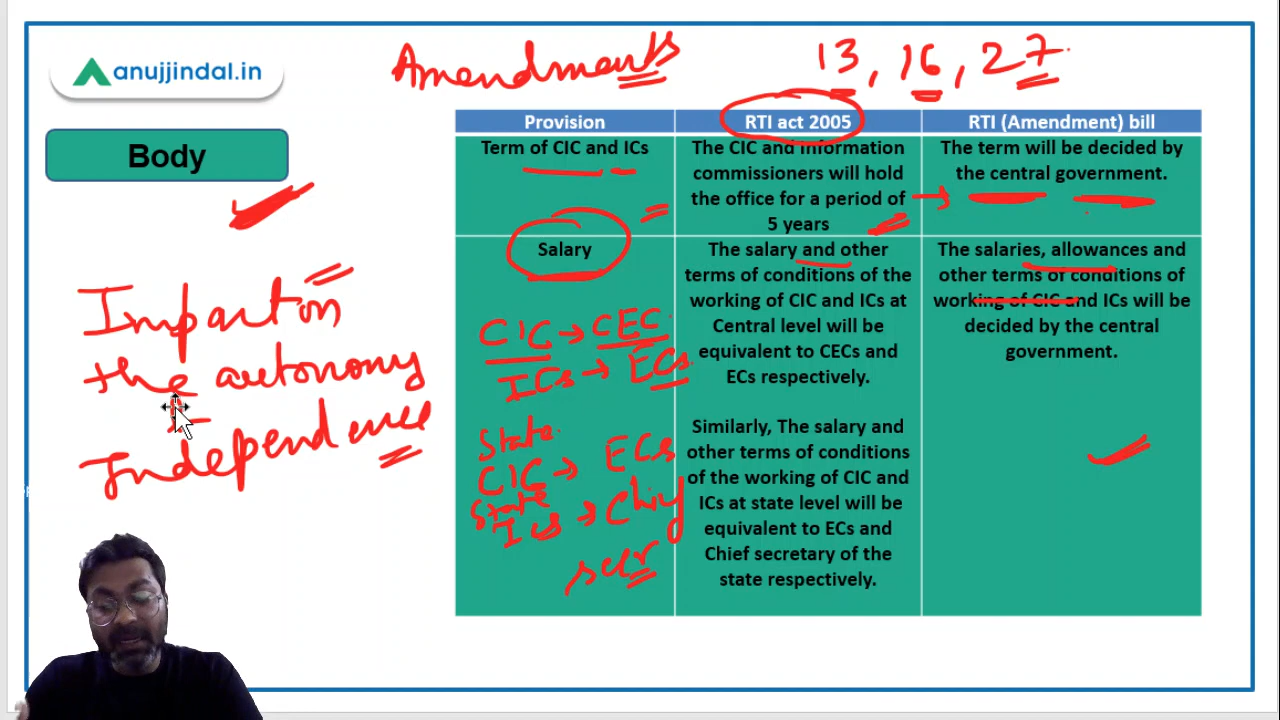 anujjindal.in
Amendments 13, 16, 27
Body
Provision
RTI act 2005
RTI (Amendment) bill
Term of CIC and ICs
The CIC and information
commissioners will hold
the office for a period of
5 years
The term will be decided by
the central government.
Salary
The salary and other
terms of conditions of the
working of CIC and ICs at
Central level will be
equivalent to CECs and
ECs respectively.
Similarly, The salary and
other terms of conditions
of the working of CIC and
ICs at state level will be
equivalent to ECs and
Chief secretary of the
state respectively.
The salaries, allowances and
other terms of conditions of
working of CIC and ICs will be
decided by the central
government.
CIC → CEC
ICs → ECs
State
CIC → ECs
State
ICs → Chief
secr
Impact on
the autonomy
Independence